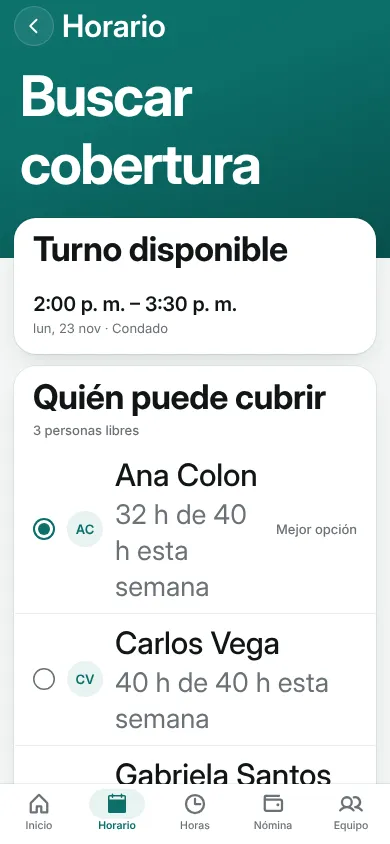 Horario
Buscar
cobertura
Turno disponible
2:00 p. m. – 3:30 p. m.
lun, 23 nov · Condado
Quién puede cubrir
3 personas libres
Ana Colon
AC
32 h de 40
h esta
semana
Mejor opción
Carlos Vega
CV
40 h de 40 h esta
semana
Gabriela Santos
Inicio
Horario
Horas
Nómina
Equipo